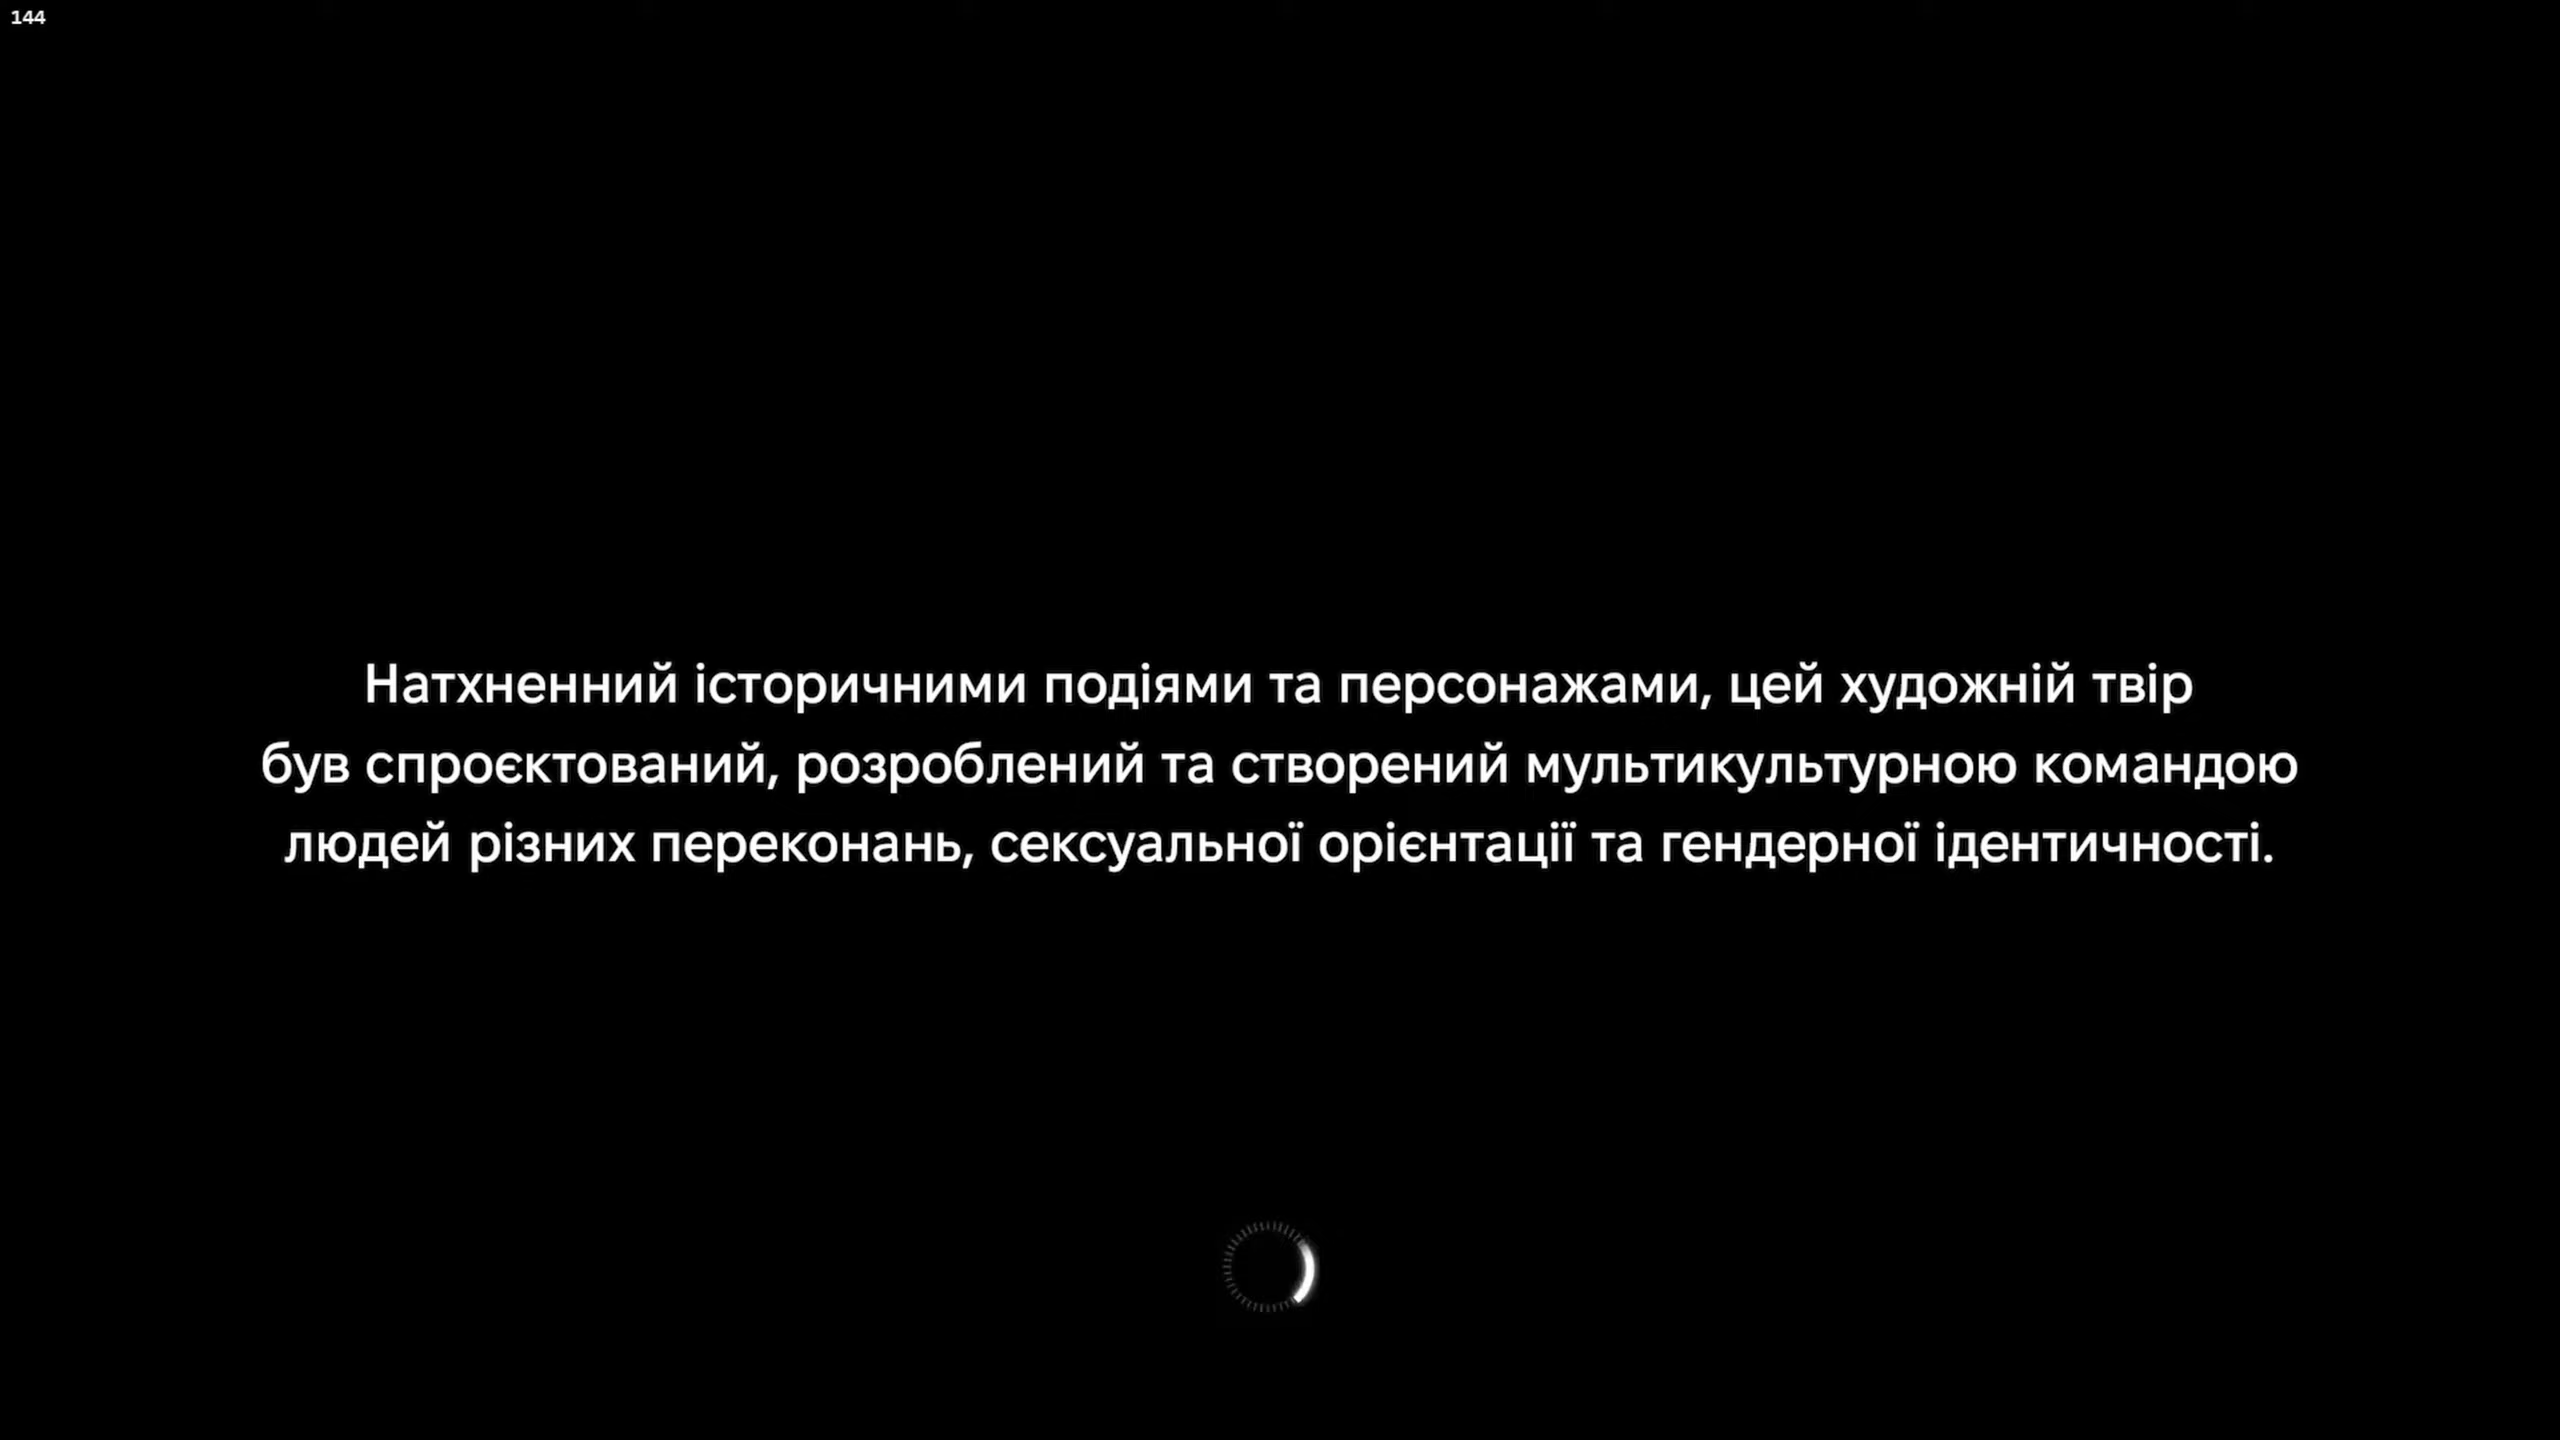 144
Натхненний історичними подіями та персонажами, цей художній твір
був спроєктований, розроблений та створений мультикультурною командою
людей різних переконань, сексуальної орієнтації та гендерної ідентичності.